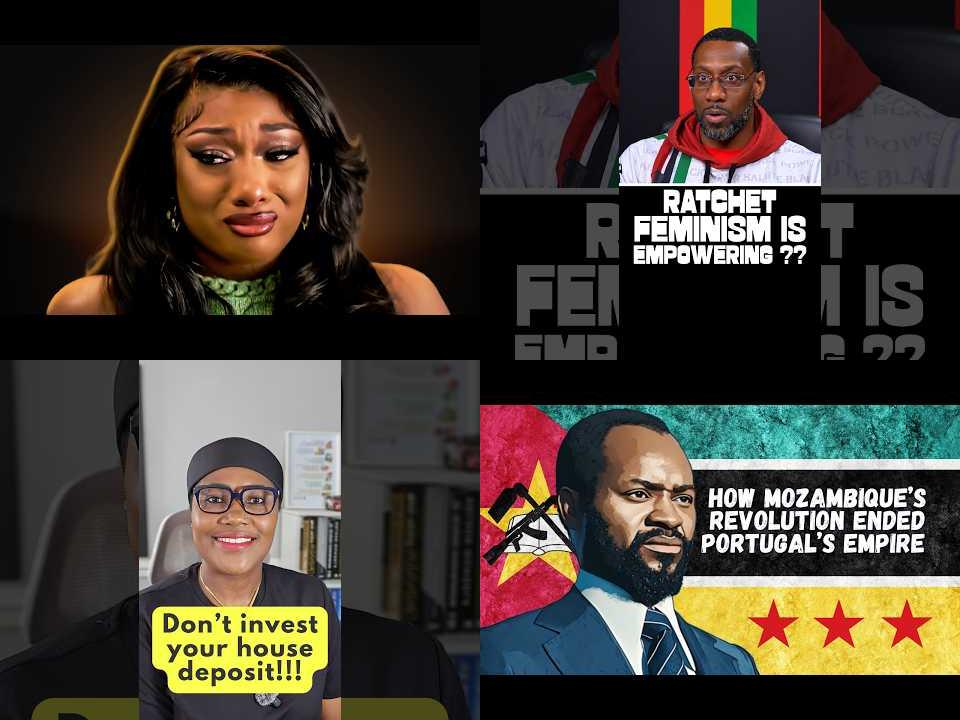 RATCHET
FEMINISM IS
EMPOWERING ??
Don't invest
your house
deposit!!!
HOW MOZAMBIQUE'S
REVOLUTION ENDED
PORTUGAL'S EMPIRE